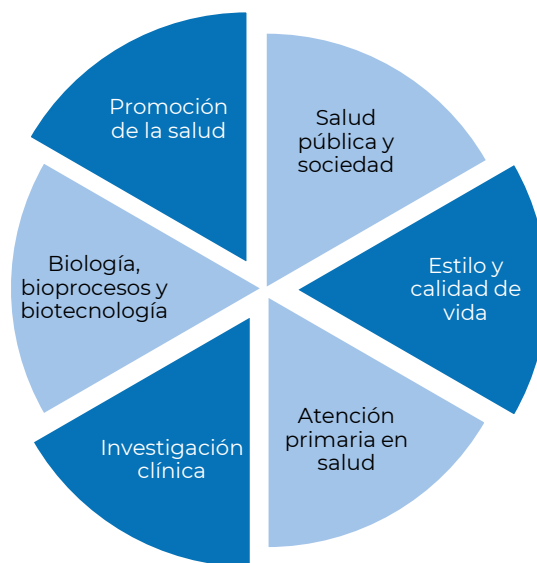 Promoción
de la salud
Salud
pública y
sociedad
Estilo y
calidad de
vida
Atención
primaria en
salud
Investigación
clínica
Biología,
bioprocesos y
biotecnología